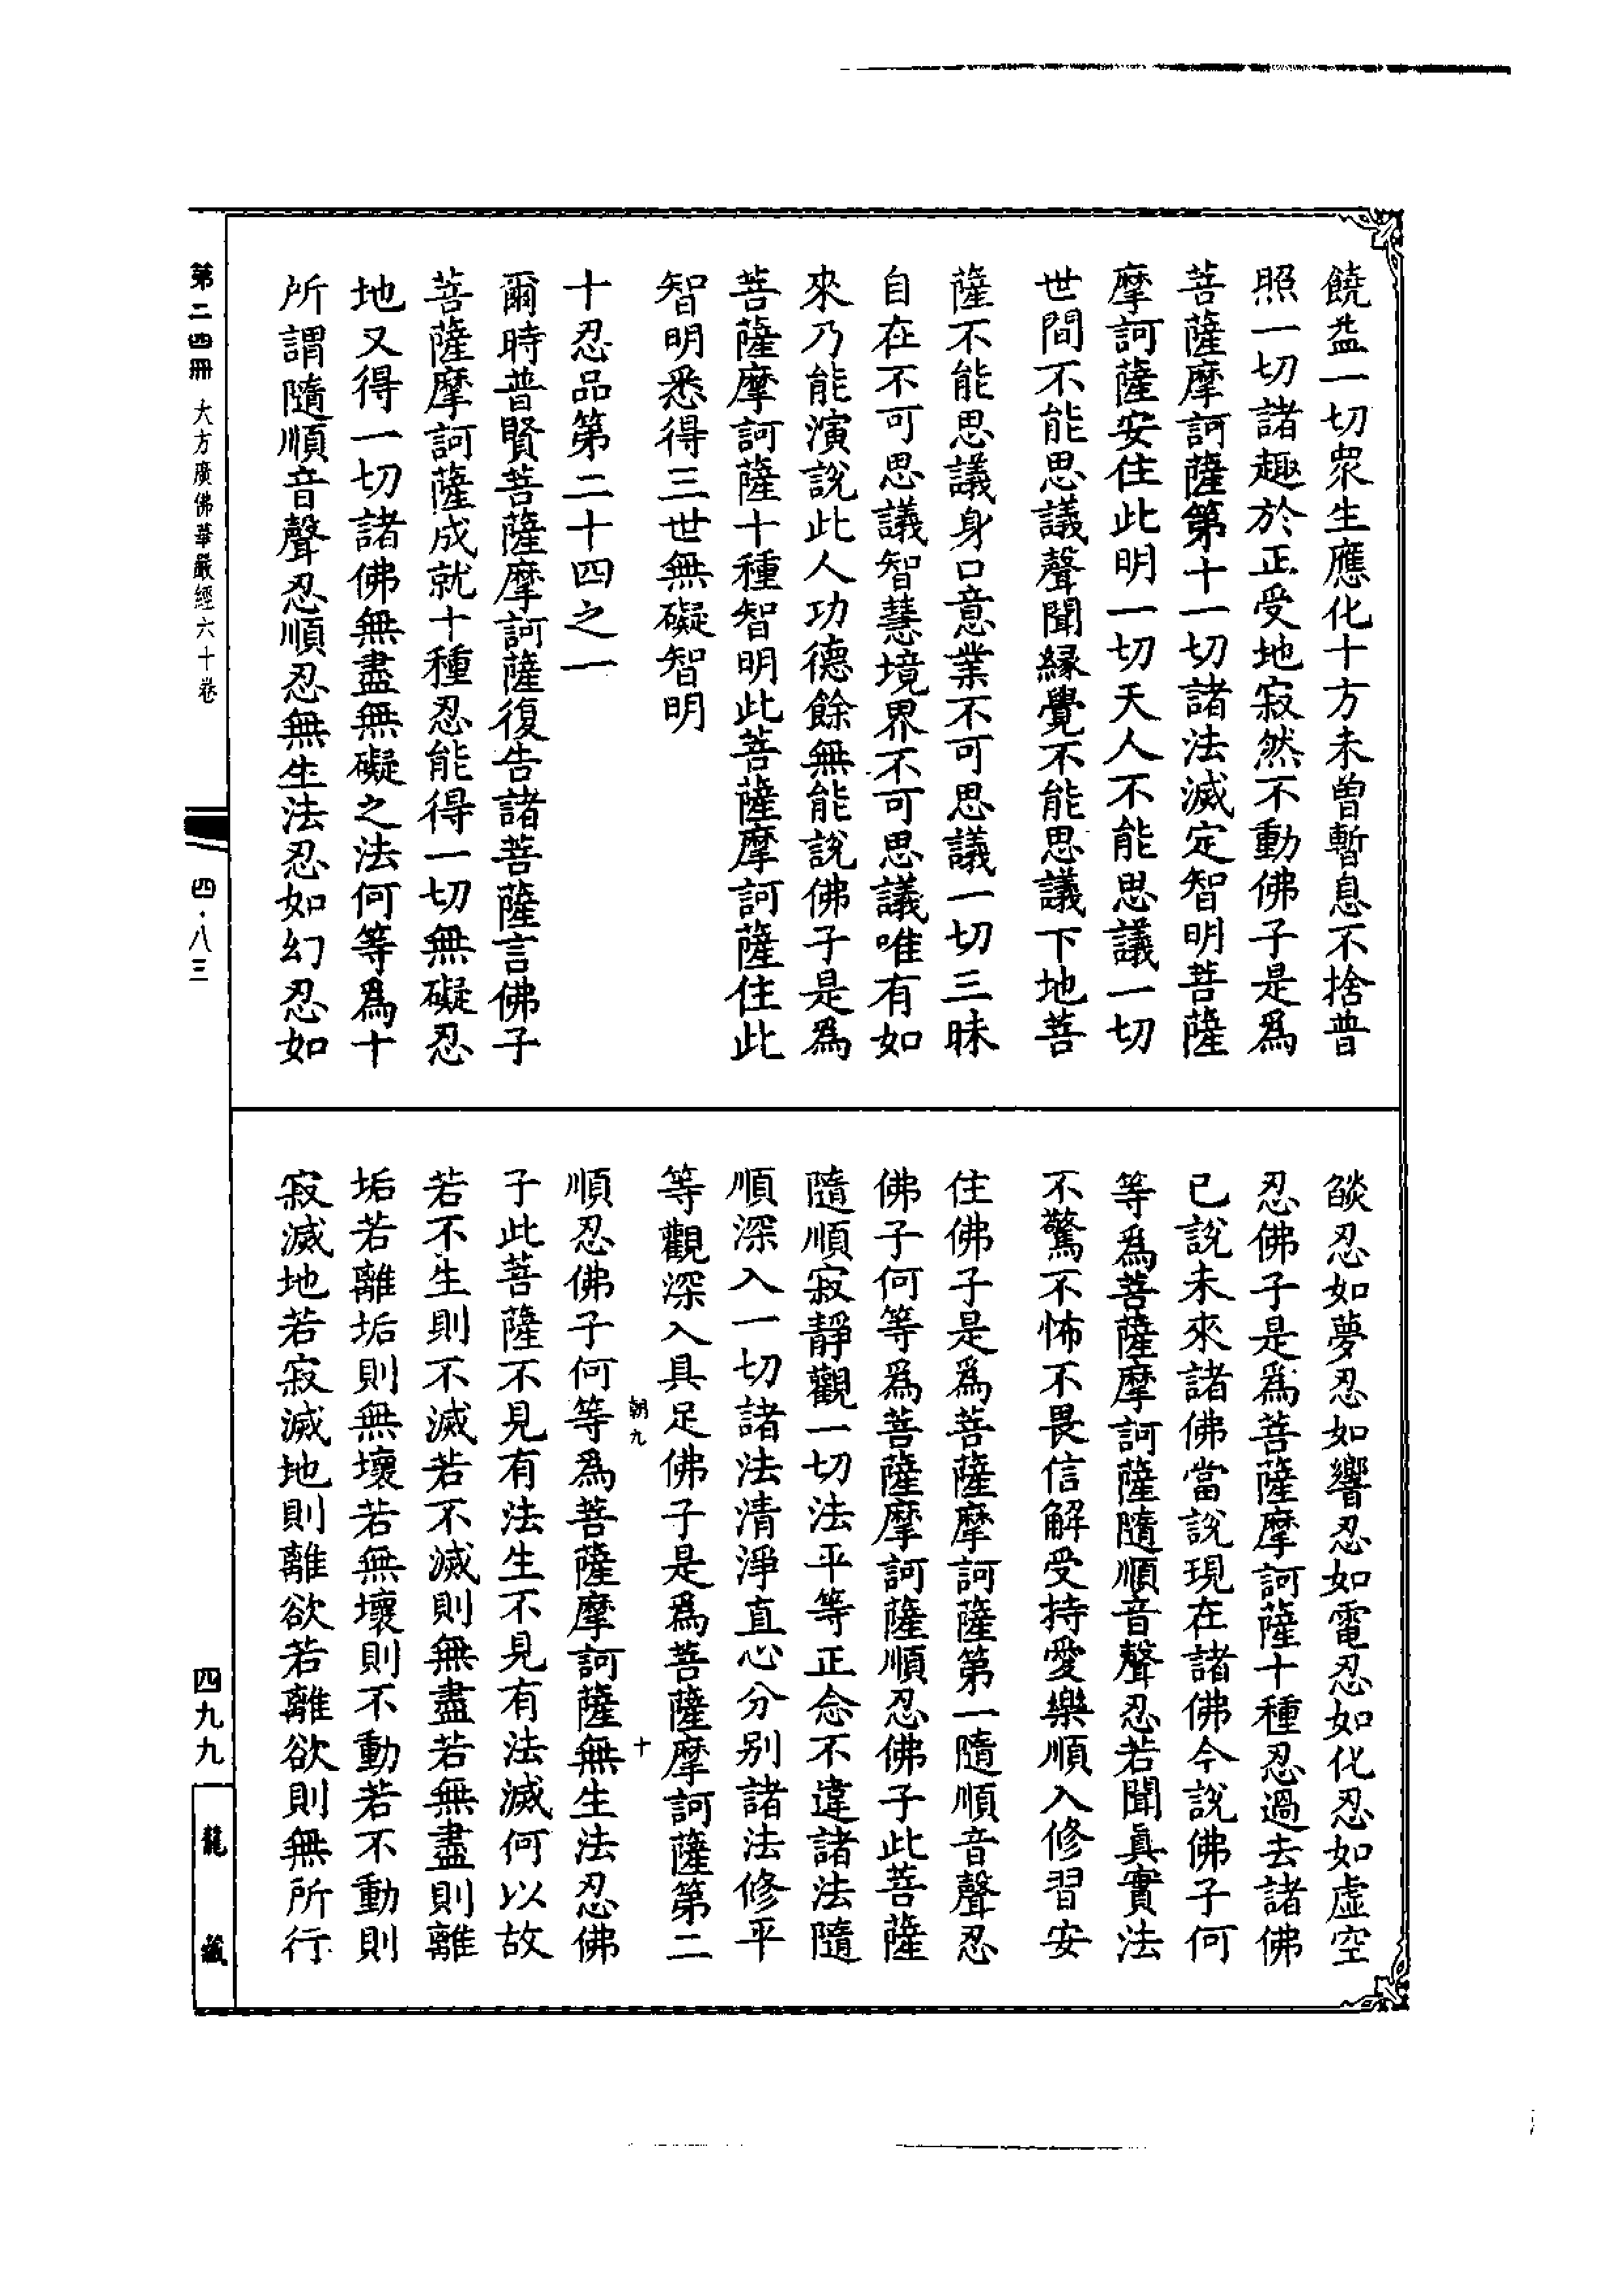 饒益一切眾生應化十方未曾暫息不捨普
照一切諸趣於正受地寂然不動佛子是爲
菩薩摩訶薩第十一切諸法滅定智明菩薩
摩訶薩安住此明一切天人不能思議一切
世間不能思議聲聞緣覺不能思議下地菩
薩不能思議身口意業不可思議一切三昧
自在不可思議智慧境界不可思議唯有如
來乃能演說此人功德餘無能說佛子是爲
菩薩摩訶薩十種智明此菩薩摩訶薩住此
智明悉得三世無礙智明
十忍品第二十四之一
爾時普賢菩薩摩訶薩復告諸菩薩言佛子
菩薩摩訶薩成就十種忍能得一切無礙忍
地又得一切諸佛無盡無礙之法何等爲十
所謂隨順音聲忍順忍無生法忍如幻忍如
燄忍如夢忍如響忍如電忍如化忍如虛空
忍佛子是爲菩薩摩訶薩十種忍過去諸佛
已說未來諸佛當說現在諸佛今說佛子何
等爲菩薩摩訶薩隨順音聲忍若聞眞實法
不驚不怖不畏信解受持愛樂順入修習安
住佛子是爲菩薩摩訶薩第一隨順音聲忍
佛子何等爲菩薩摩訶薩順忍佛子此菩薩
隨順寂靜觀一切法平等正念不違諸法隨
順深入一切諸法清淨直心分別諸法修平
等觀深入具足佛子是爲菩薩摩訶薩第二
朝九 十
順忍佛子何等爲菩薩摩訶薩無生法忍佛
子此菩薩不見有法生不見有法滅何以故
若不生則不滅若不滅則無盡若無盡則離
垢若離垢則無壞若無壞則不動若不動則
寂滅地若寂滅地則離欲若離欲則無所行
第二四冊 大方廣佛華嚴經六十卷 四·八三
四九九
龍藏